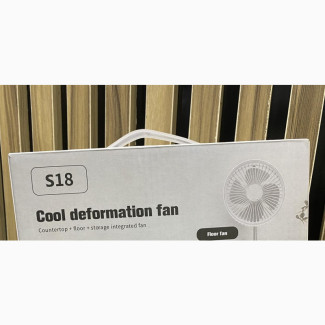 S18
Cool deformation fan
Countertop + floor + storage integrated fan
Floor fan